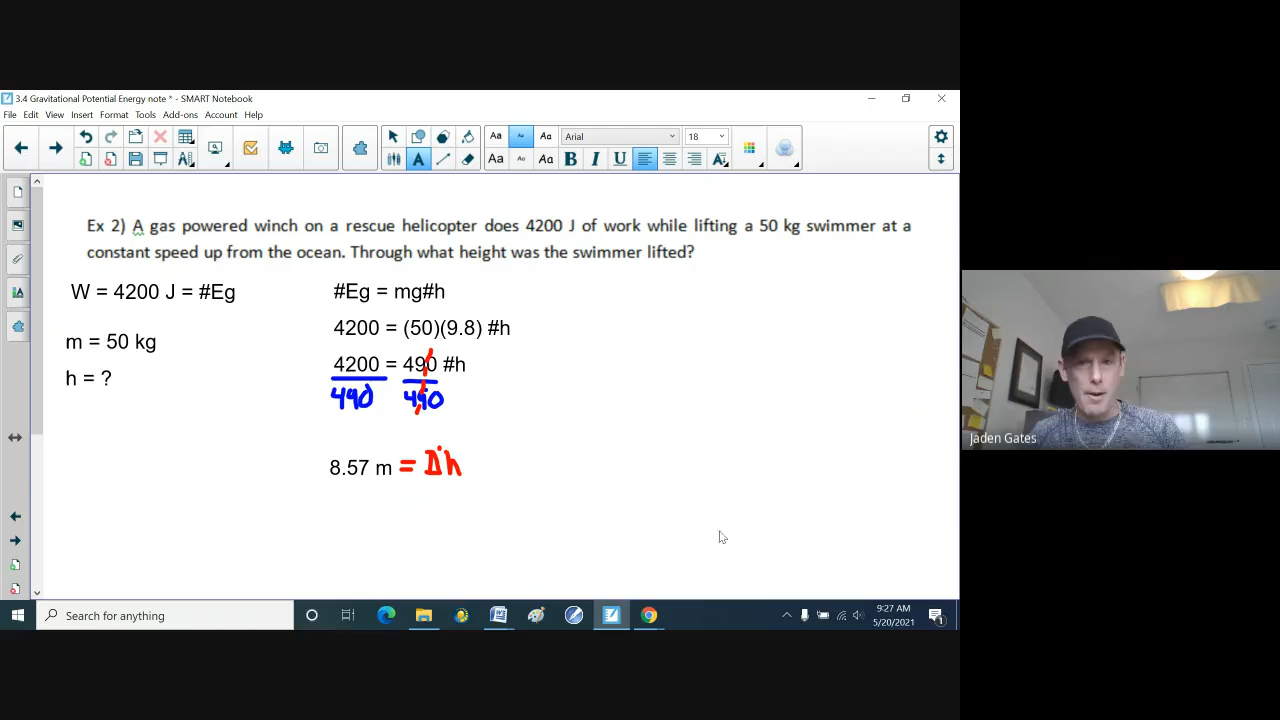 3.4 Gravitational Potential Energy note * - SMART Notebook
File Edit View Insert Format Tools Add-ons Account Help
Arial 18
Ex 2) A gas powered winch on a rescue helicopter does 4200 J of work while lifting a 50 kg swimmer at a
constant speed up from the ocean. Through what height was the swimmer lifted?
W = 4200 J = #Eg
#Eg = mg#h
4200 = (50)(9.8) #h
m = 50 kg
4200 = 490 #h
490 490
h = ?
8.57 m = Δh
Jaden Gates
Search for anything
9:27 AM
5/20/2021